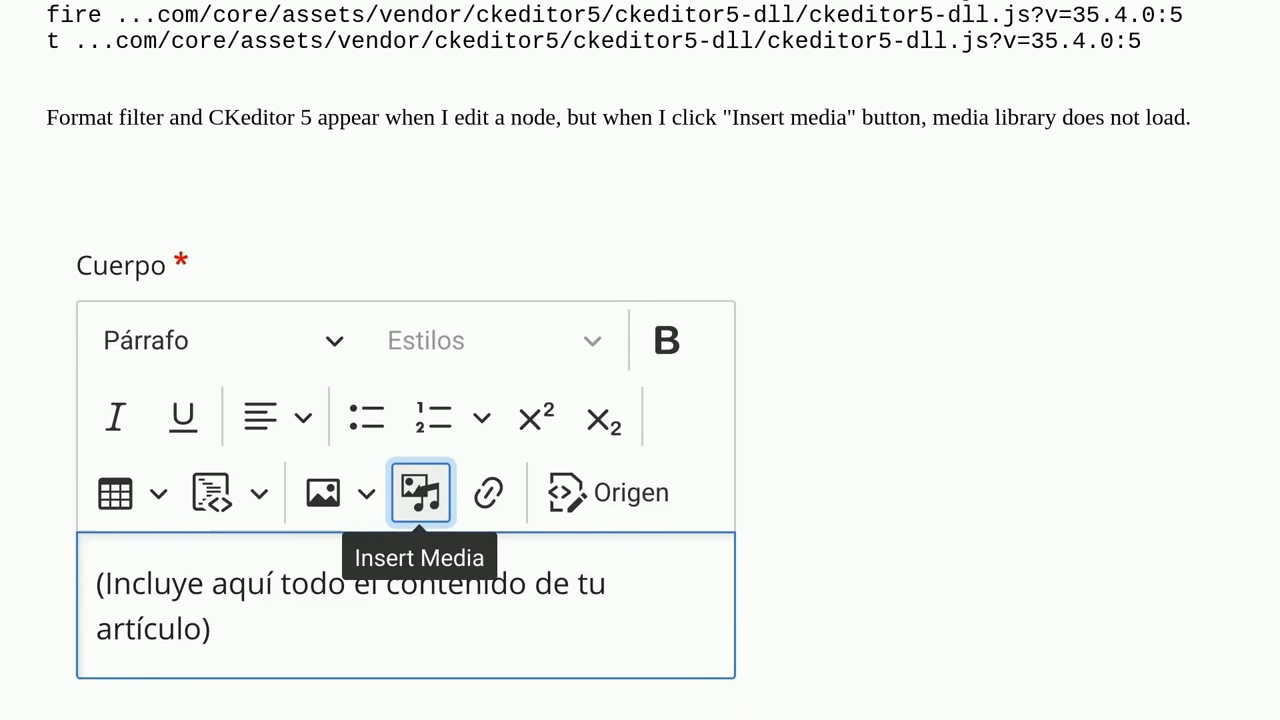 fire ...com/core/assets/vendor/ckeditor5/ckeditor5-dll/ckeditor5-dll.js?v=35.4.0:5
t ...com/core/assets/vendor/ckeditor5/ckeditor5-dll/ckeditor5-dll.js?v=35.4.0:5
Format filter and CKeditor 5 appear when I edit a node, but when I click "Insert media" button, media library does not load.
Cuerpo *
Párrafo Estilos B
I U X² X₂
Origen
Insert Media
(Incluye aquí todo el contenido de tu
artículo)